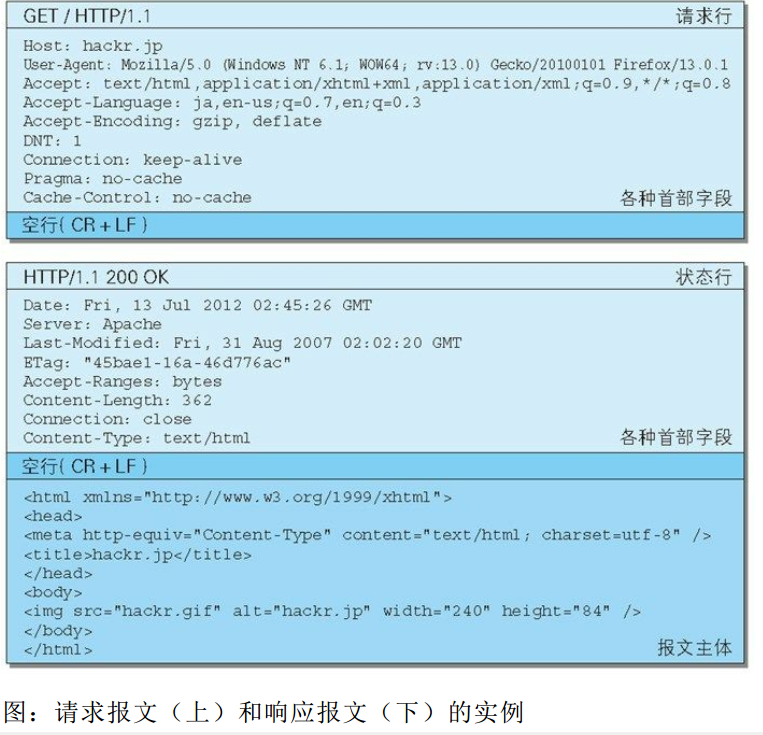 GET / HTTP/1.1 请求行
Host: hackr.jp
User-Agent: Mozilla/5.0 (Windows NT 6.1; WOW64; rv:13.0) Gecko/20100101 Firefox/13.0.1
Accept: text/html,application/xhtml+xml,application/xml;q=0.9,*/*;q=0.8
Accept-Language: ja,en-us;q=0.7,en;q=0.3
Accept-Encoding: gzip, deflate
DNT: 1
Connection: keep-alive
Pragma: no-cache
Cache-Control: no-cache 各种首部字段
空行( CR + LF )
HTTP/1.1 200 OK 状态行
Date: Fri, 13 Jul 2012 02:45:26 GMT
Server: Apache
Last-Modified: Fri, 31 Aug 2007 02:02:20 GMT
ETag: "45bae1-16a-46d776ac"
Accept-Ranges: bytes
Content-Length: 362
Connection: close
Content-Type: text/html 各种首部字段
空行( CR + LF )
<html xmlns="http://www.w3.org/1999/xhtml">
<head>
<meta http-equiv="Content-Type" content="text/html; charset=utf-8" />
<title>hackr.jp</title>
</head>
<body>
<img src="hackr.gif" alt="hackr.jp" width="240" height="84" />
</body>
</html> 报文主体
图：请求报文（上）和响应报文（下）的实例